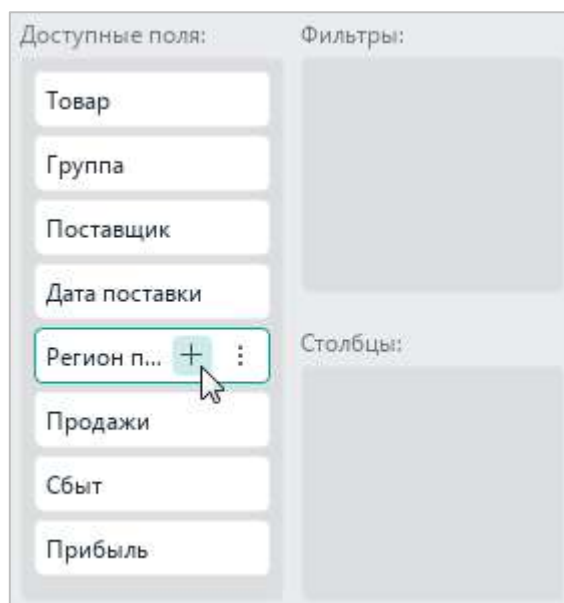 Доступные поля:
Фильтры:
Товар
Группа
Поставщик
Дата поставки
Регион п...
Столбцы:
Продажи
Сбыт
Прибыль